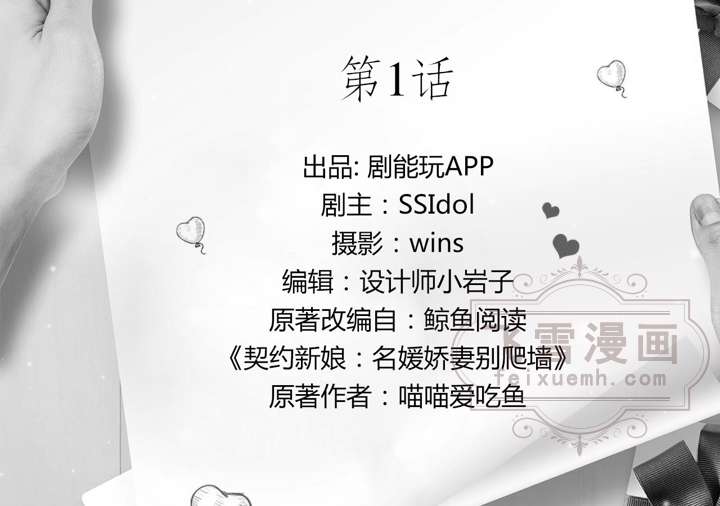 第1话
出品: 剧能玩APP
剧主：SSIdol
摄影：wins
编辑：设计师小岩子
原著改编自：鲸鱼阅读
《契约新娘：名媛娇妻别爬墙》
原著作者：喵喵爱吃鱼
飞雪漫画
feixuemh.com